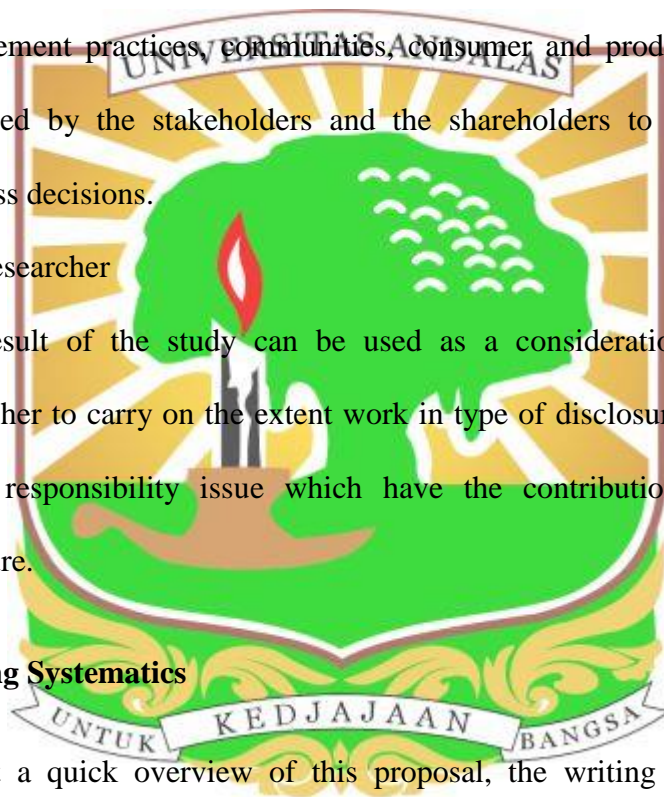 ement practices, communities, consumer and prod
UNIVERSITAS ANDALAS
ed by the stakeholders and the shareholders to
ss decisions.
esearcher
esult of the study can be used as a consideratio
her to carry on the extent work in type of disclosur
responsibility issue which have the contributio
re.
ng Systematics
UNTUK KEDJAJAAN BANGSA
a quick overview of this proposal, the writing